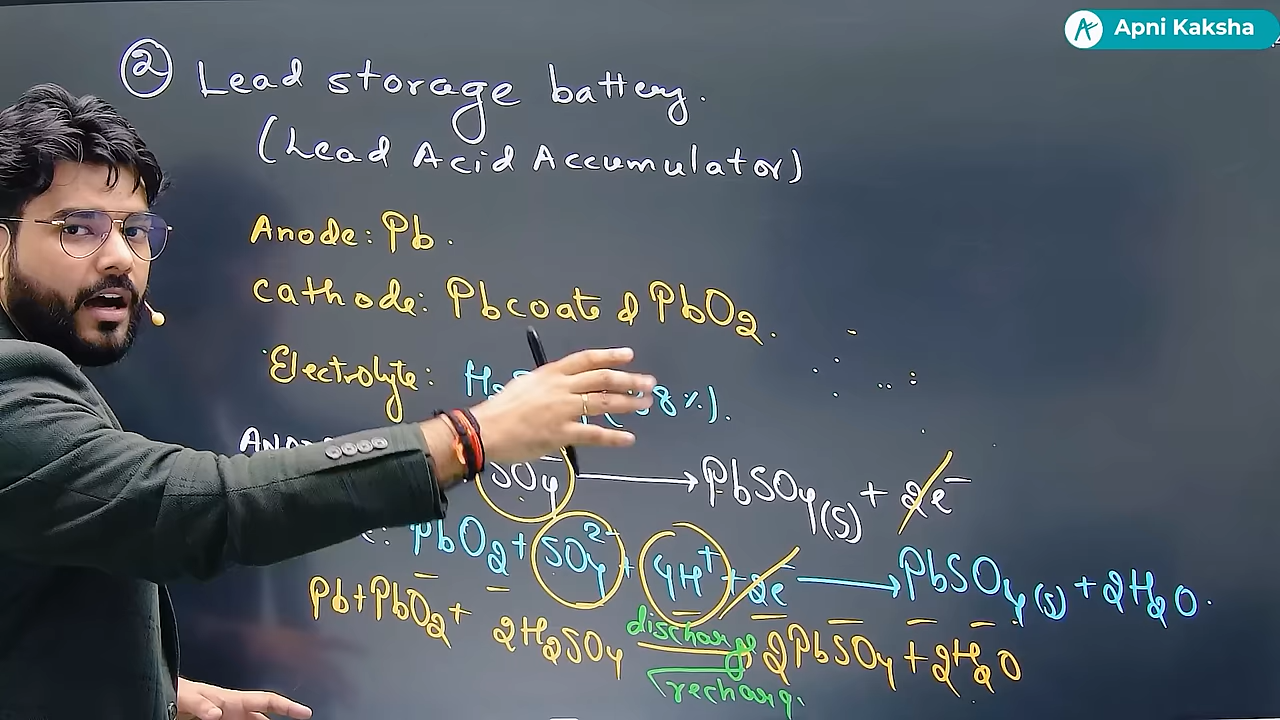 Apni Kaksha
② Lead storage battery.
(Lead Acid Accumulator)
Anode: Pb.
Cathode: Pb coated PbO₂.
Electrolyte: 8%).
SO₄ ⟶ PbSO₄(s) + 2e⁻
PbO₂ + SO₄²⁻ + 4H⁺ + 2e⁻ ⟶ PbSO₄(s) + 2H₂O.
Pb + PbO₂ + 2H₂SO₄ discharge 2PbSO₄ + 2H₂O